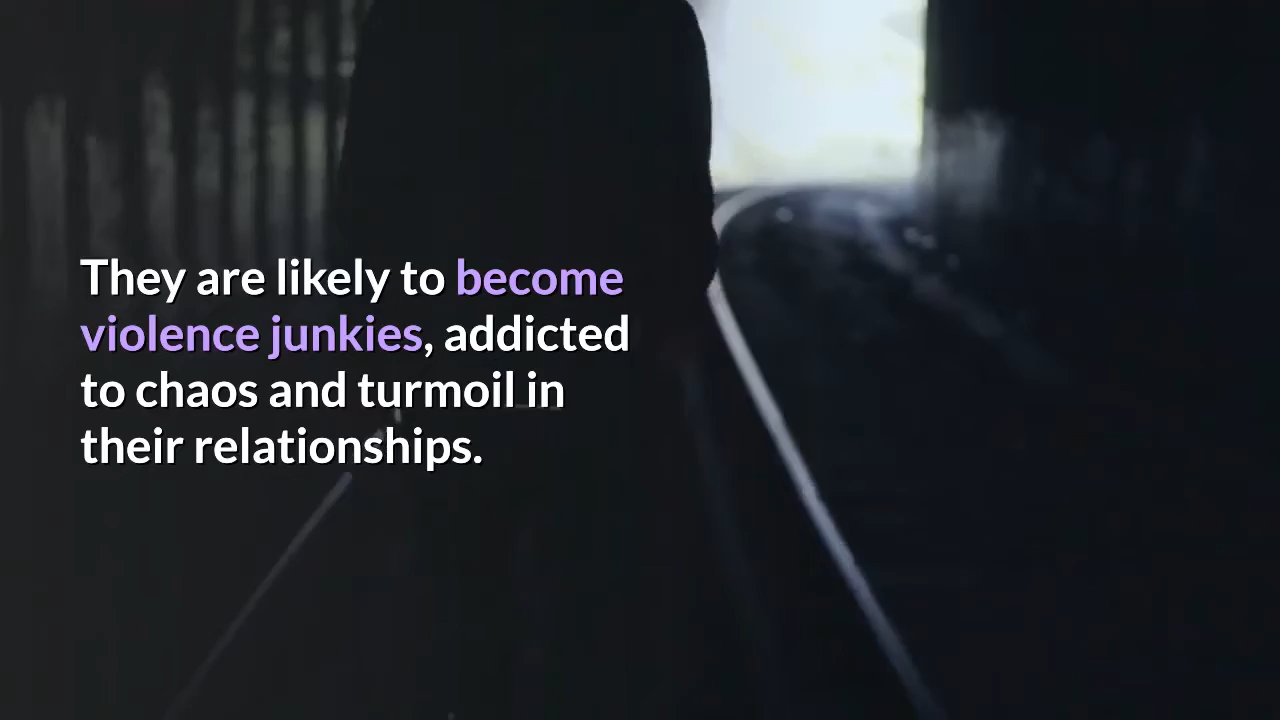 They are likely to become
violence junkies, addicted
to chaos and turmoil in
their relationships.